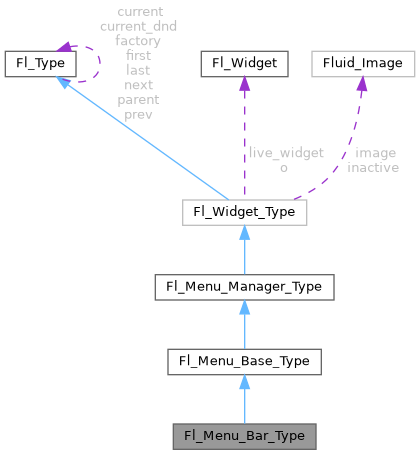 current
current_dnd
factory
first
last
next
parent
prev
Fl_Type
Fl_Widget
Fluid_Image
live_widget
o
image
inactive
Fl_Widget_Type
Fl_Menu_Manager_Type
Fl_Menu_Base_Type
Fl_Menu_Bar_Type